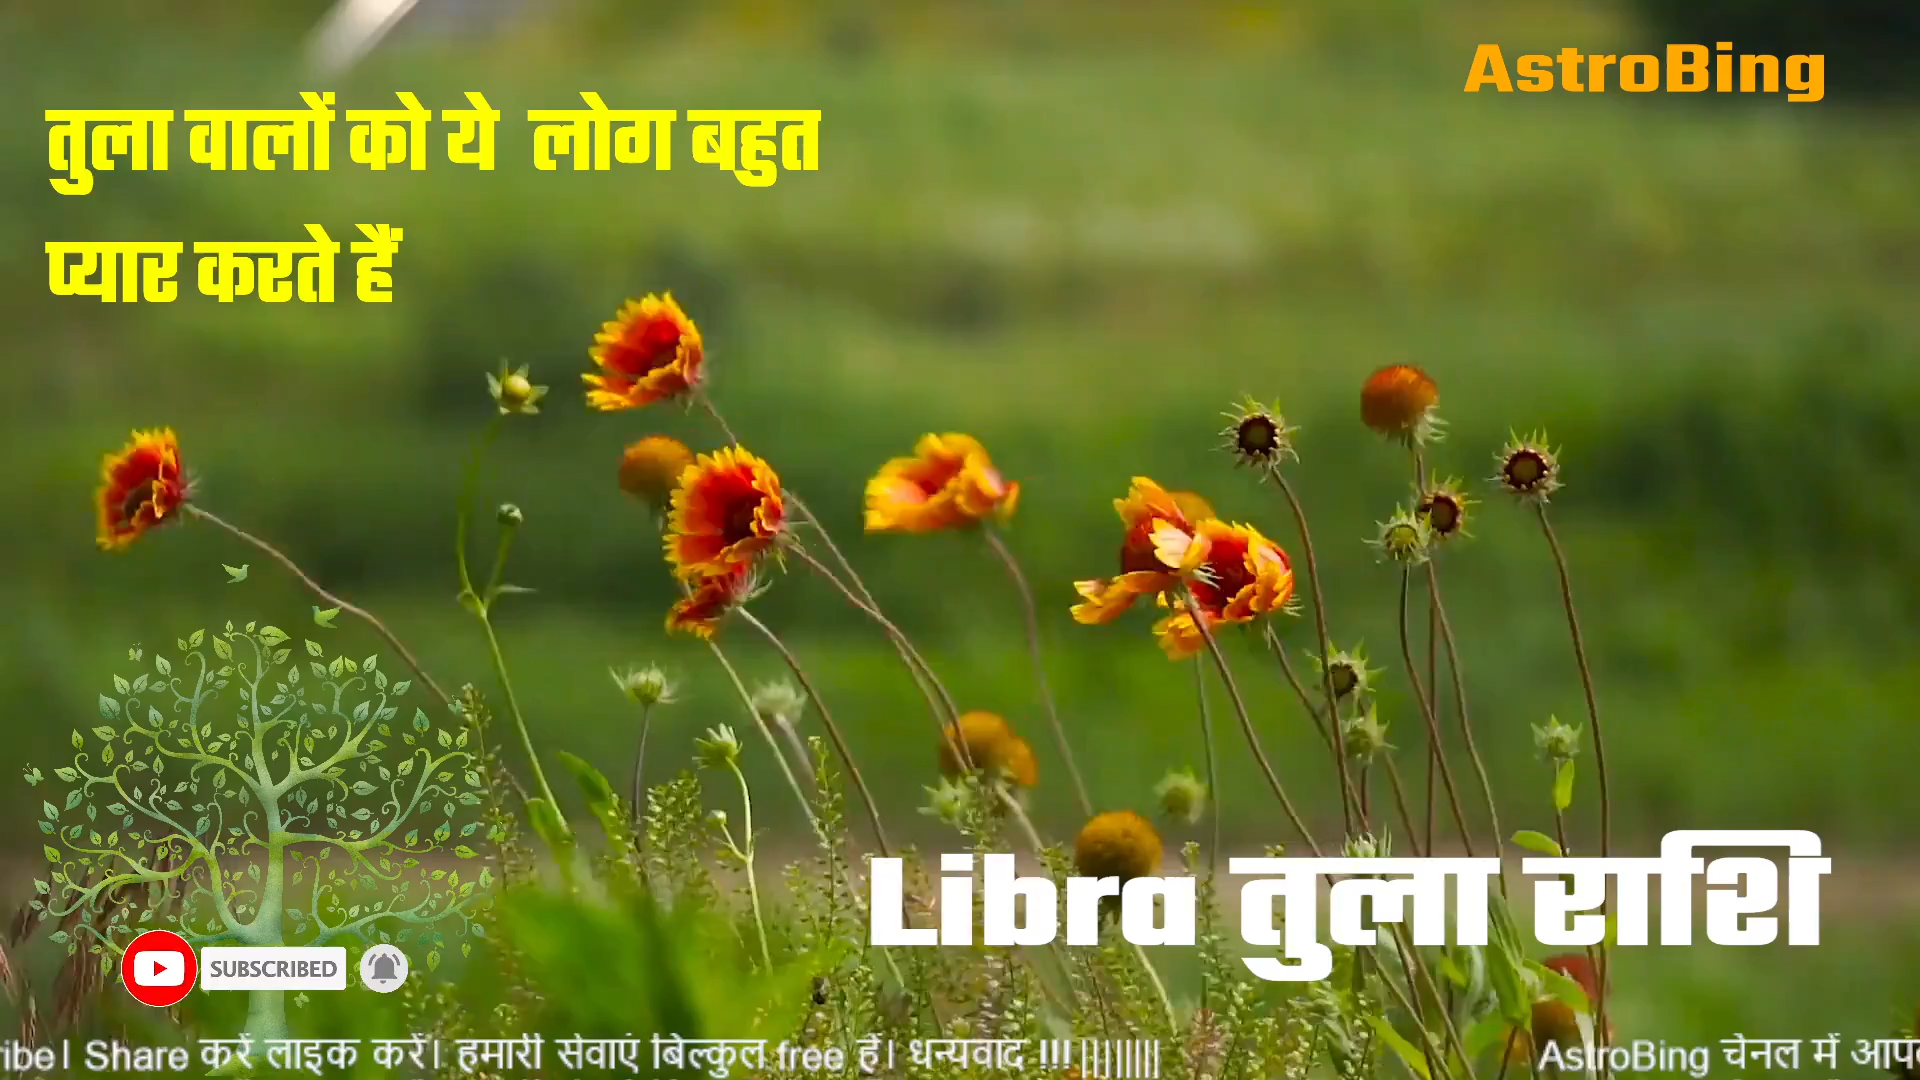 AstroBing
तुला वालों को ये लोग बहुत
प्यार करते हैं
Libra तुला राशि
SUBSCRIBED
Share करें लाइक करें। हमारी सेवाएं बिल्कुल free हैं। धन्यवाद !!! ||||||||
AstroBing चेनल में